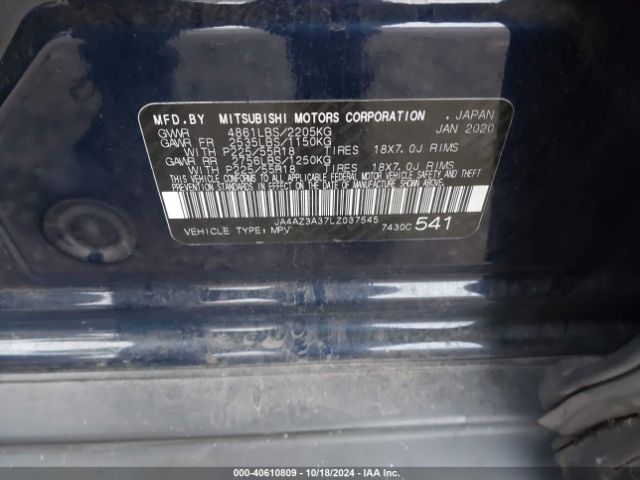 MFD.BY MITSUBISHI MOTORS CORPORATION . JAPAN
GVWR 4861LBS/2205KG JAN 2020
GAWR FR 2535LBS/1150KG
WITH P225/55R18 TIRES 18X7.0J RIMS
GAWR RR 2756LBS/1250KG
WITH P225/55R18 TIRES 18X7.0J RIMS
THIS VEHICLE CONFORMS TO ALL APPLICABLE FEDERAL MOTOR VEHICLE SAFETY AND
THEFT PREVENTION STANDARDS IN EFFECT ON THE DATE OF MANUFACTURE SHOWN ABOVE.
JA4AZ3A37LZ037545
VEHICLE TYPE: MPV 7430C 541
000-40610809 - 10/18/2024 - IAA Inc.